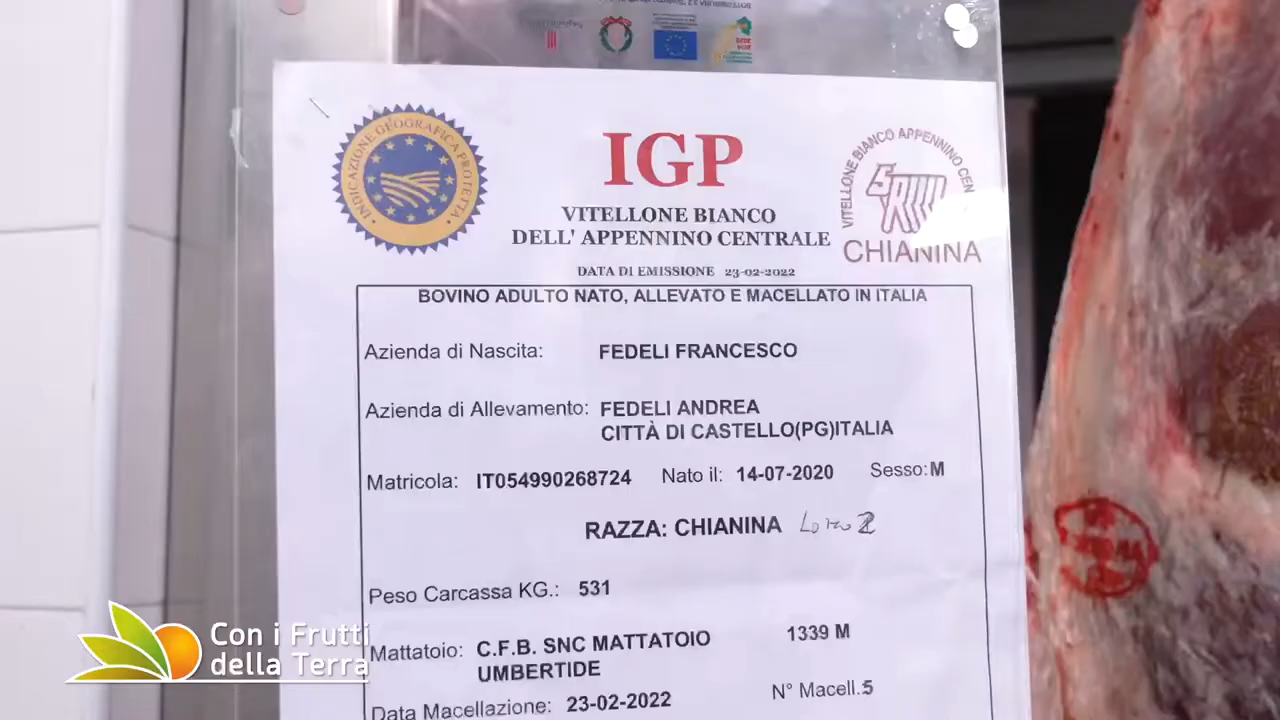 INDICAZIONE GEOGRAFICA PROTETTA
IGP
VITELLONE BIANCO
DELL' APPENNINO CENTRALE
VITELLONE BIANCO APPENNINO CEN
5R
CHIANINA
DATA DI EMISSIONE 23-02-2022
BOVINO ADULTO NATO, ALLEVATO E MACELLATO IN ITALIA
Azienda di Nascita: FEDELI FRANCESCO
Azienda di Allevamento: FEDELI ANDREA
CITTÀ DI CASTELLO(PG)ITALIA
Matricola: IT054990268724 Nato il: 14-07-2020 Sesso:M
RAZZA: CHIANINA
Peso Carcassa KG.: 531
Mattatoio: C.F.B. SNC MATTATOIO 1339 M
UMBERTIDE
Data Macellazione: 23-02-2022 N° Macell.5
Con i Frutti
della Terra